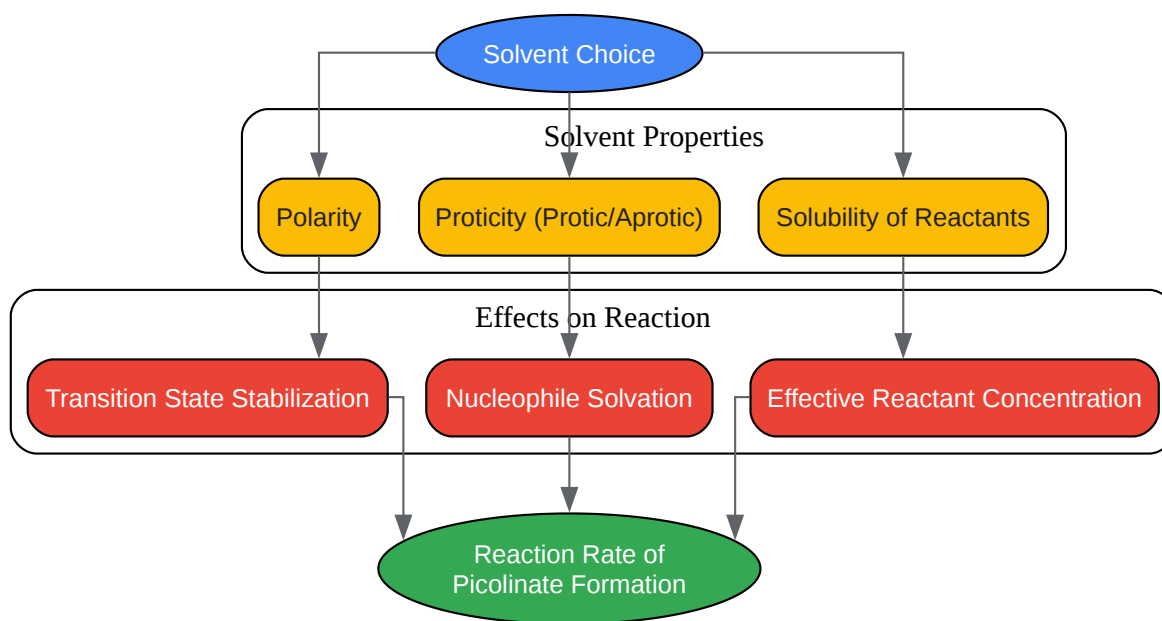 Solvent Choice
Solvent Properties
Polarity
Proticity (Protic/Aprotic)
Solubility of Reactants
Effects on Reaction
Transition State Stabilization
Nucleophile Solvation
Effective Reactant Concentration
Reaction Rate of
Picolinate Formation